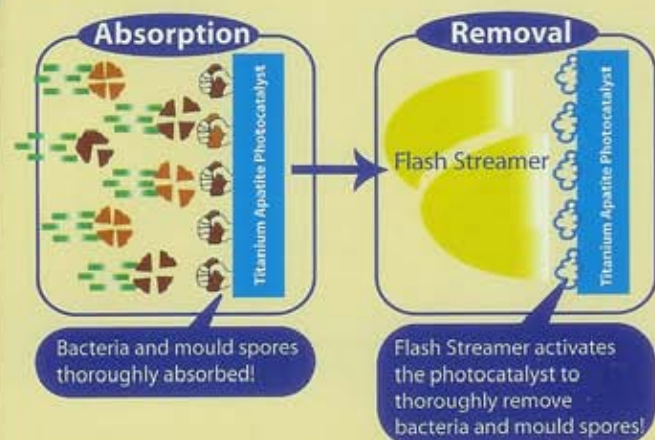 Absorption
Titanium Apatite Photocatalyst
Bacteria and mould spores
thoroughly absorbed!
Removal
Flash Streamer
Titanium Apatite Photocatalyst
Flash Streamer activates
the photocatalyst to
thoroughly remove
bacteria and mould spores!